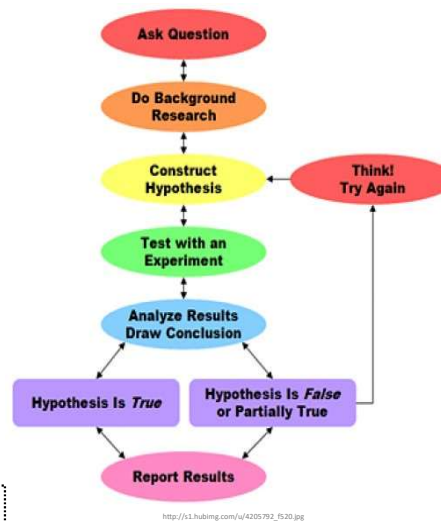 Ask Question
Do Background
Research
Construct
Hypothesis
Think!
Try Again
Test with an
Experiment
Analyze Results
Draw Conclusion
Hypothesis Is True
Hypothesis Is False
or Partially True
Report Results
http://s1.hubimg.com/u/4205792_f520.jpg